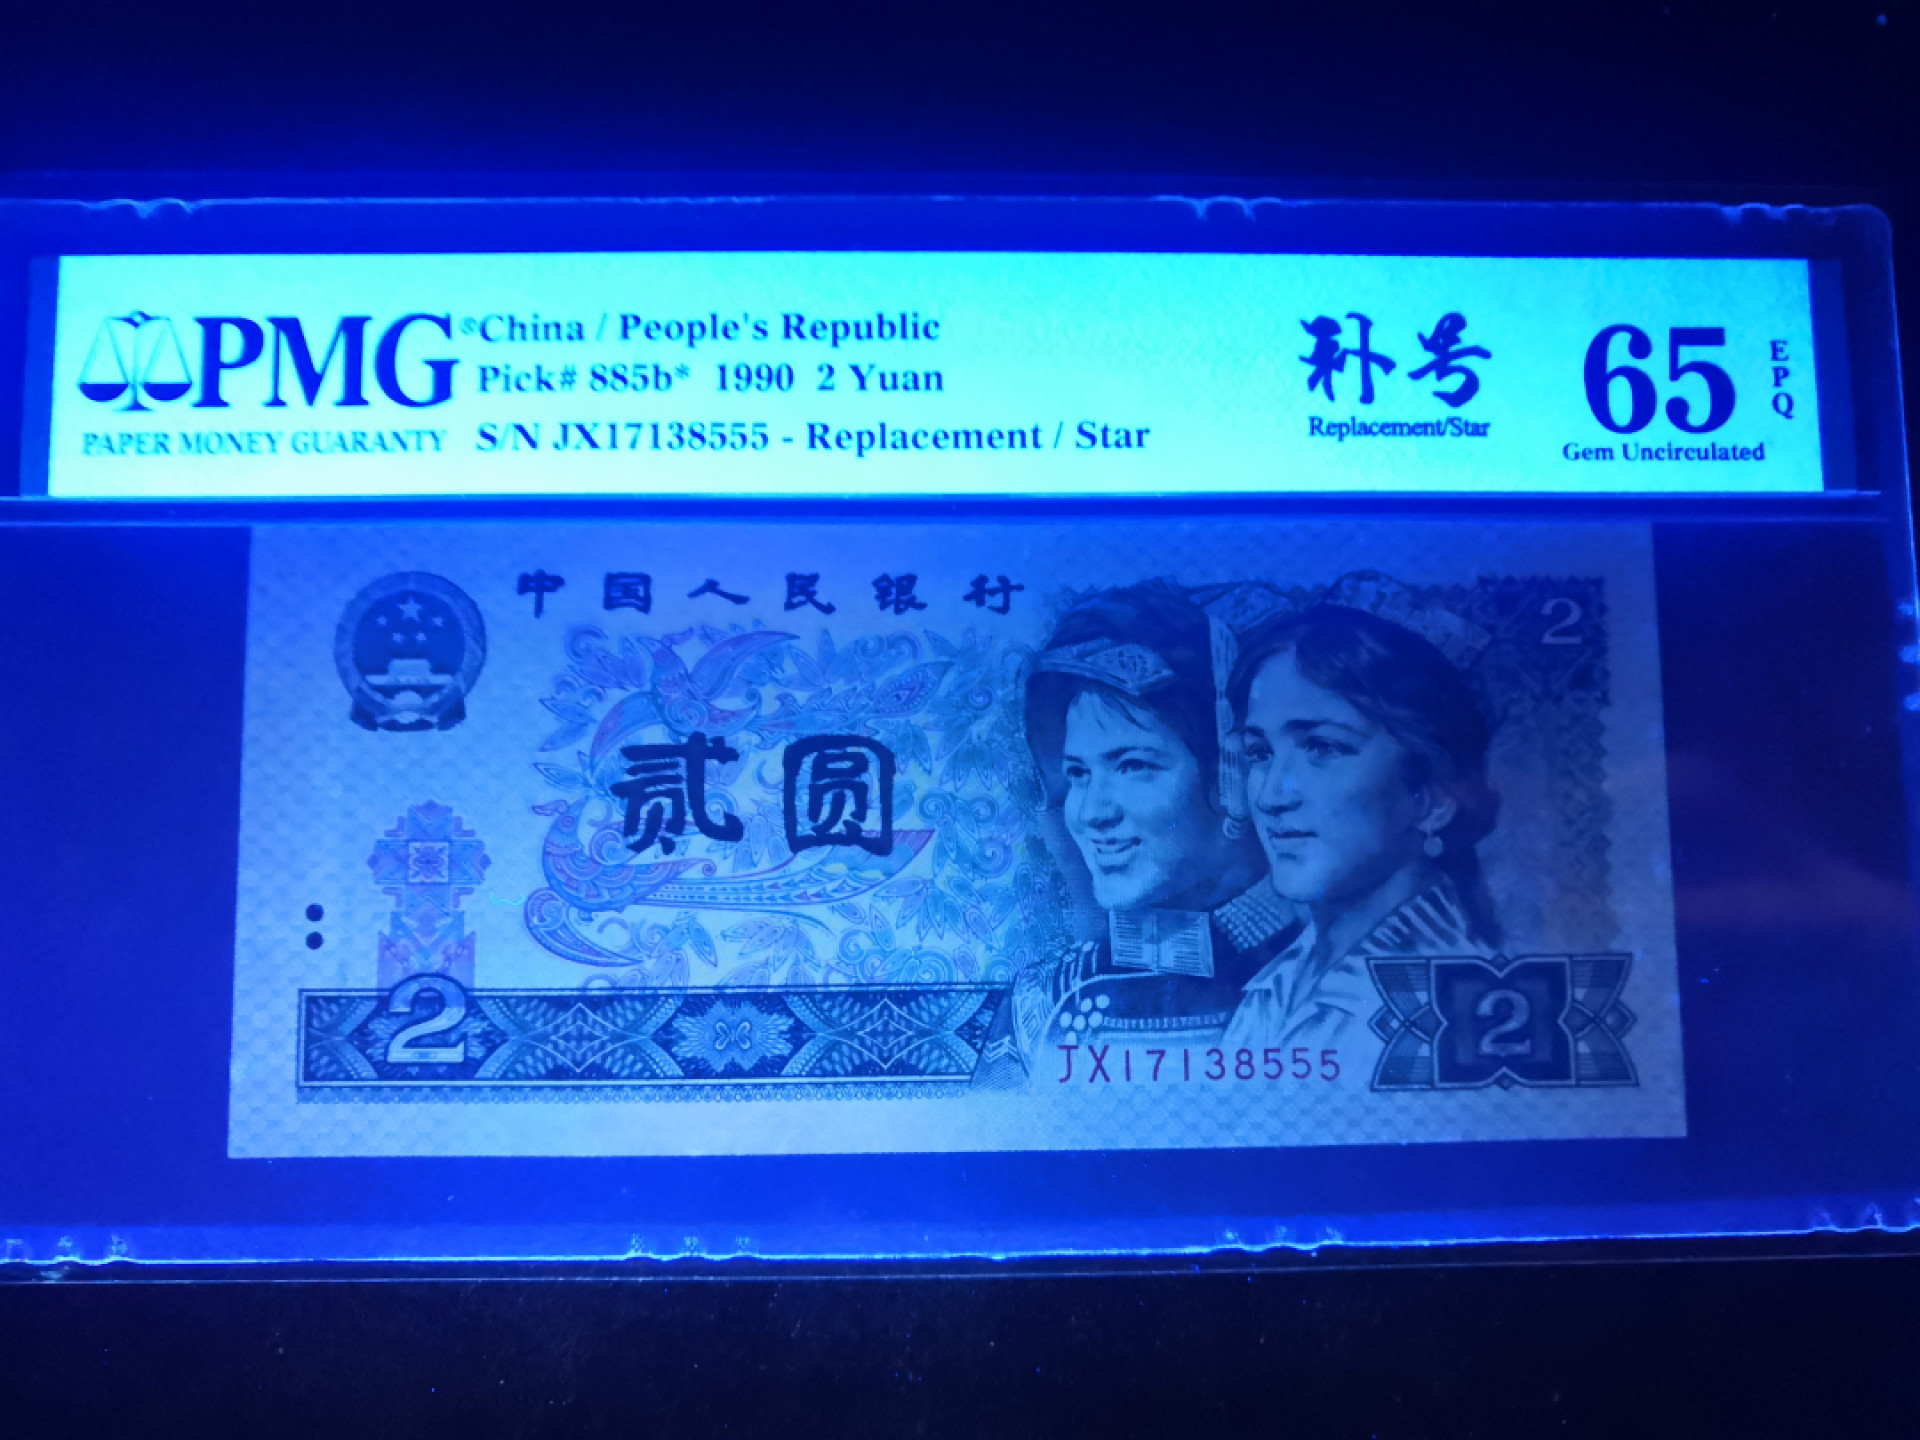 PMG®
PAPER MONEY GUARANTY
China / People's Republic
Pick# 885b* 1990 2 Yuan
S/N JX17138555 - Replacement / Star
补号
Replacement/Star
65
EPQ
Gem Uncirculated
中国人民银行
2
贰圆
2
JX17138555
2